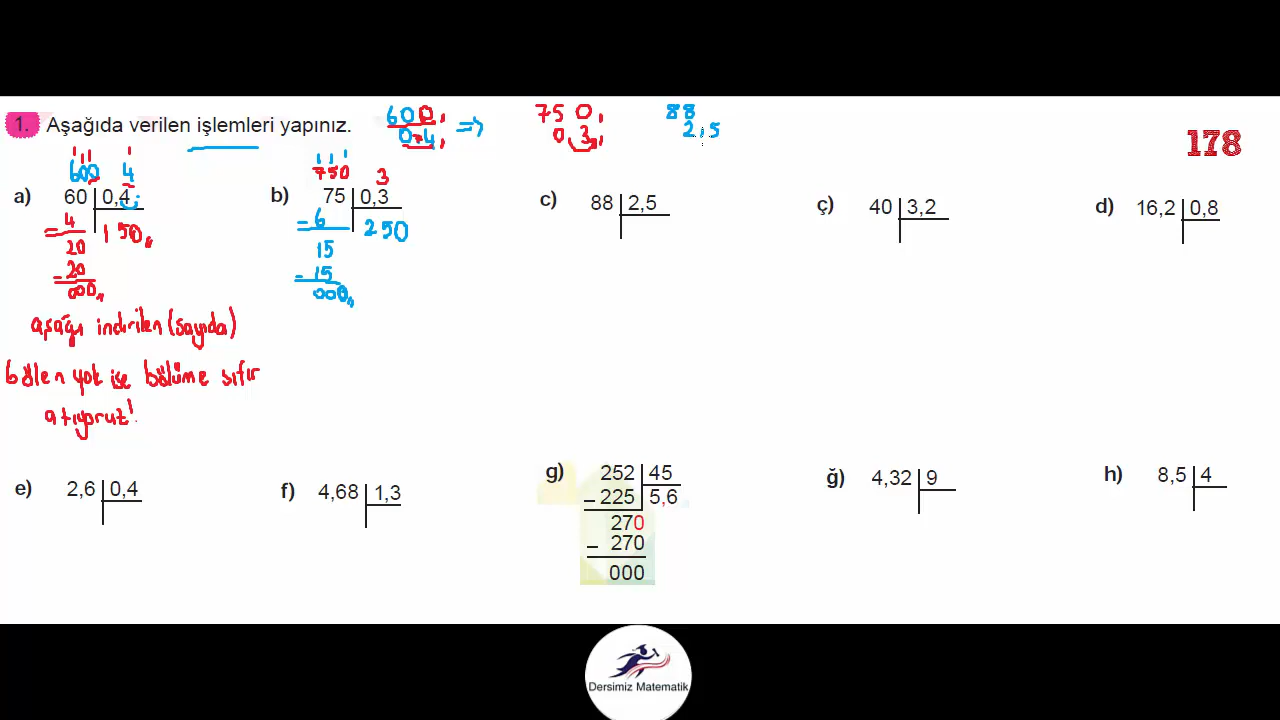 1. Aşağıda verilen işlemleri yapınız.
600,
0,4,
=>
750,
0,3,
88
2,5
178
a)
600 4
60 0,4
- 4 150
20
- 20
000
aşağı indirilen (sayıda)
bölen yok ise bölüme sıfır
atıyoruz!
b)
750 3
75 0,3
- 6 250
15
- 15
000
c) 88 2,5
ç) 40 3,2
d) 16,2 0,8
e) 2,6 0,4
f) 4,68 1,3
g) 252 45
- 225 5,6
270
- 270
000
ğ) 4,32 9
h) 8,5 4
Dersimiz Matematik